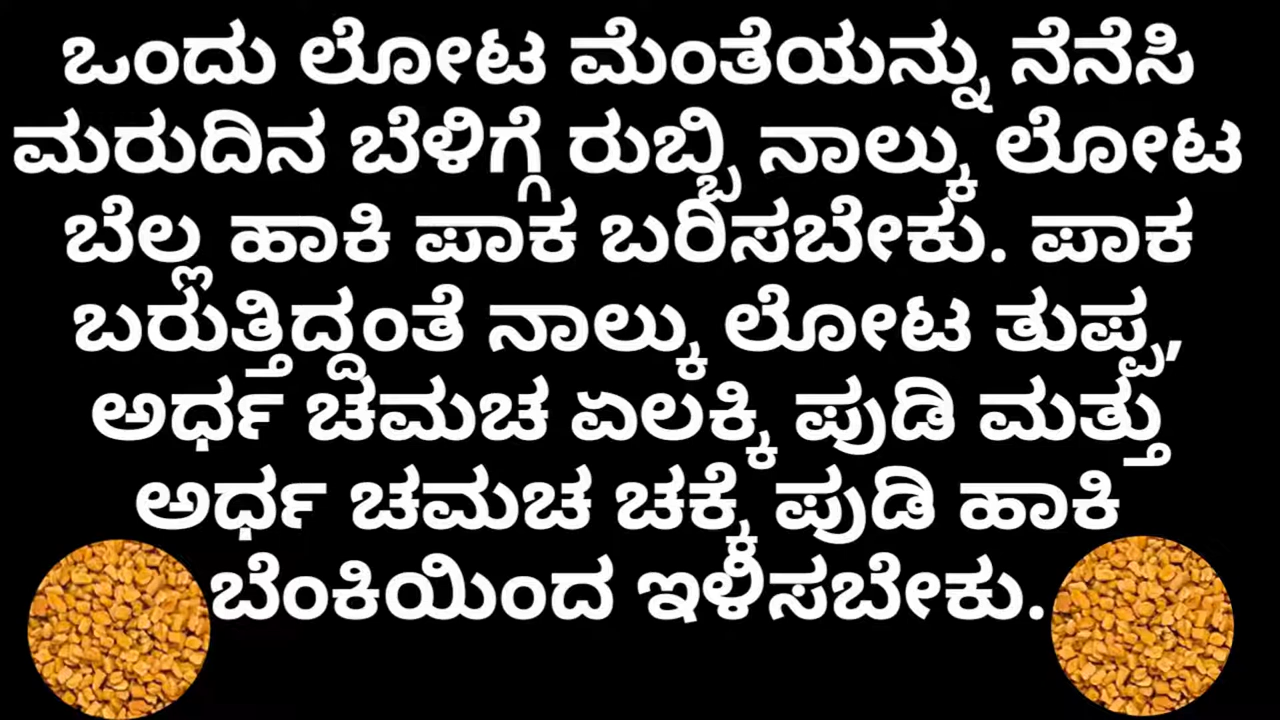 ಒಂದು ಲೋಟ ಮೆಂತೆಯನ್ನು ನೆನೆಸಿ
ಮರುದಿನ ಬೆಳಿಗ್ಗೆ ರುಬ್ಬಿ ನಾಲ್ಕು ಲೋಟ
ಬೆಲ್ಲ ಹಾಕಿ ಪಾಕ ಬರಿಸಬೇಕು. ಪಾಕ
ಬರುತ್ತಿದ್ದಂತೆ ನಾಲ್ಕು ಲೋಟ ತುಪ್ಪ,
ಅರ್ಧ ಚಮಚ ಏಲಕ್ಕಿ ಪುಡಿ ಮತ್ತು
ಅರ್ಧ ಚಮಚ ಚಕ್ಕೆ ಪುಡಿ ಹಾಕಿ
ಬೆಂಕಿಯಿಂದ ಇಳಿಸಬೇಕು.